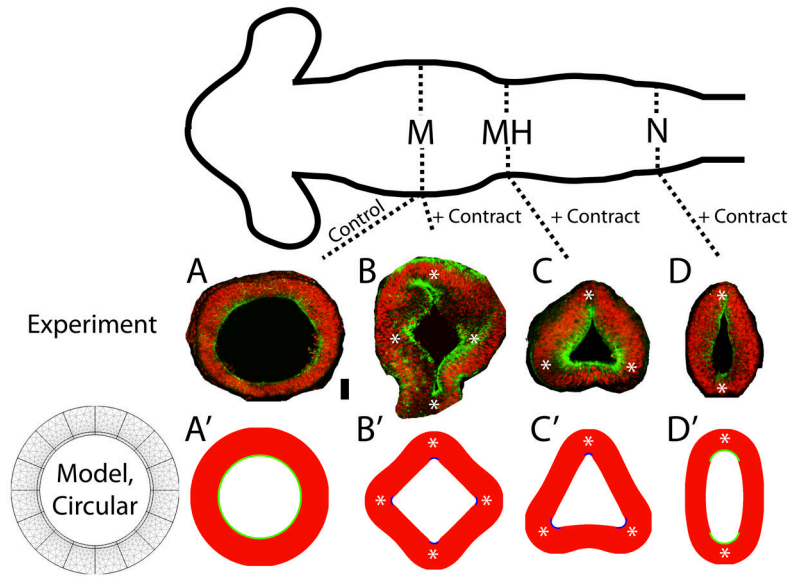 M
MH
N
Control
+ Contract
+ Contract
+ Contract
A
B
C
D
Experiment
*
*
*
*
*
*
*
*
*
A′
B′
C′
D′
Model,
Circular
*
*
*
*
*
*
*
*
*